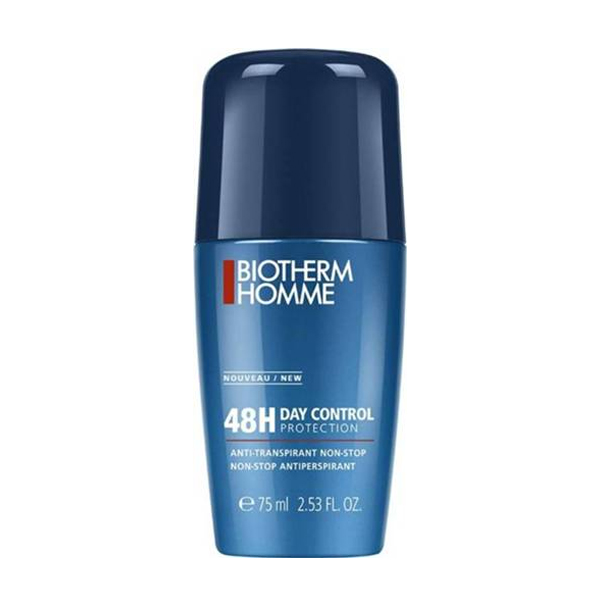 BIOTHERM
HOMME
NOUVEAU / NEW
48H DAY CONTROL
PROTECTION
ANTI-TRANSPIRANT NON-STOP
NON-STOP ANTIPERSPIRANT
℮ 75 ml 2.53 FL. OZ.